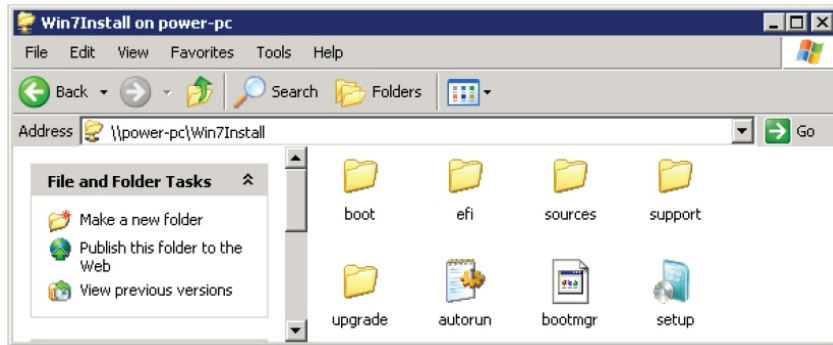 Win7Install on power-pc
File Edit View Favorites Tools Help
Back Search Folders
Address \\power-pc\Win7Install Go
File and Folder Tasks
Make a new folder
Publish this folder to the
Web
View previous versions
boot efi sources support
upgrade autorun bootmgr setup